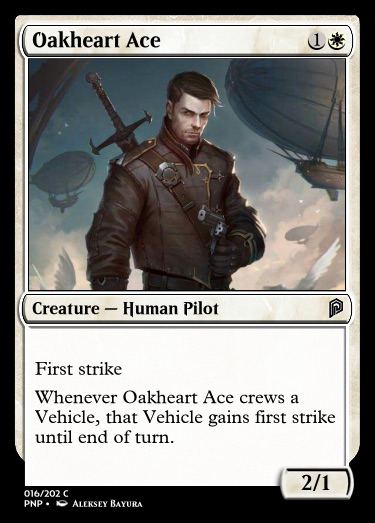 Oakheart Ace 1
Creature — Human Pilot
First strike
Whenever Oakheart Ace crews a
Vehicle, that Vehicle gains first strike
until end of turn.
2/1
016/202 C
PNP • Aleksey Bayura